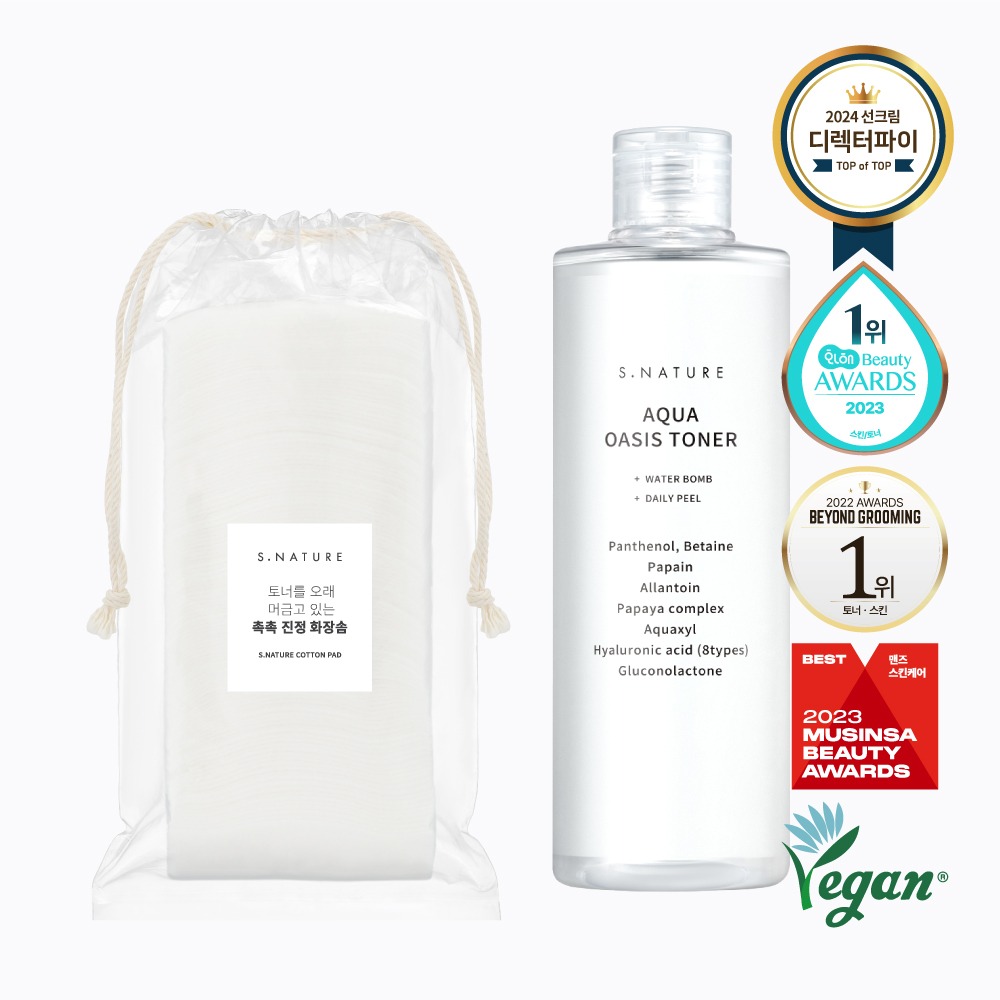 S.NATURE
토너를 오래
머금고 있는
촉촉 진정 화장솜
S.NATURE COTTON PAD
S.NATURE
AQUA
OASIS TONER
+ WATER BOMB
+ DAILY PEEL
Panthenol, Betaine
Papain
Allantoin
Papaya complex
Aquaxyl
Hyaluronic acid (8types)
Gluconolactone
2024 선크림
디렉터파이
TOP of TOP
1위
화해 Beauty
AWARDS
2023
스킨/토너
2022 AWARDS
BEYOND GROOMING
1위
토너 · 스킨
BEST
맨즈
스킨케어
2023
MUSINSA
BEAUTY
AWARDS
Vegan®